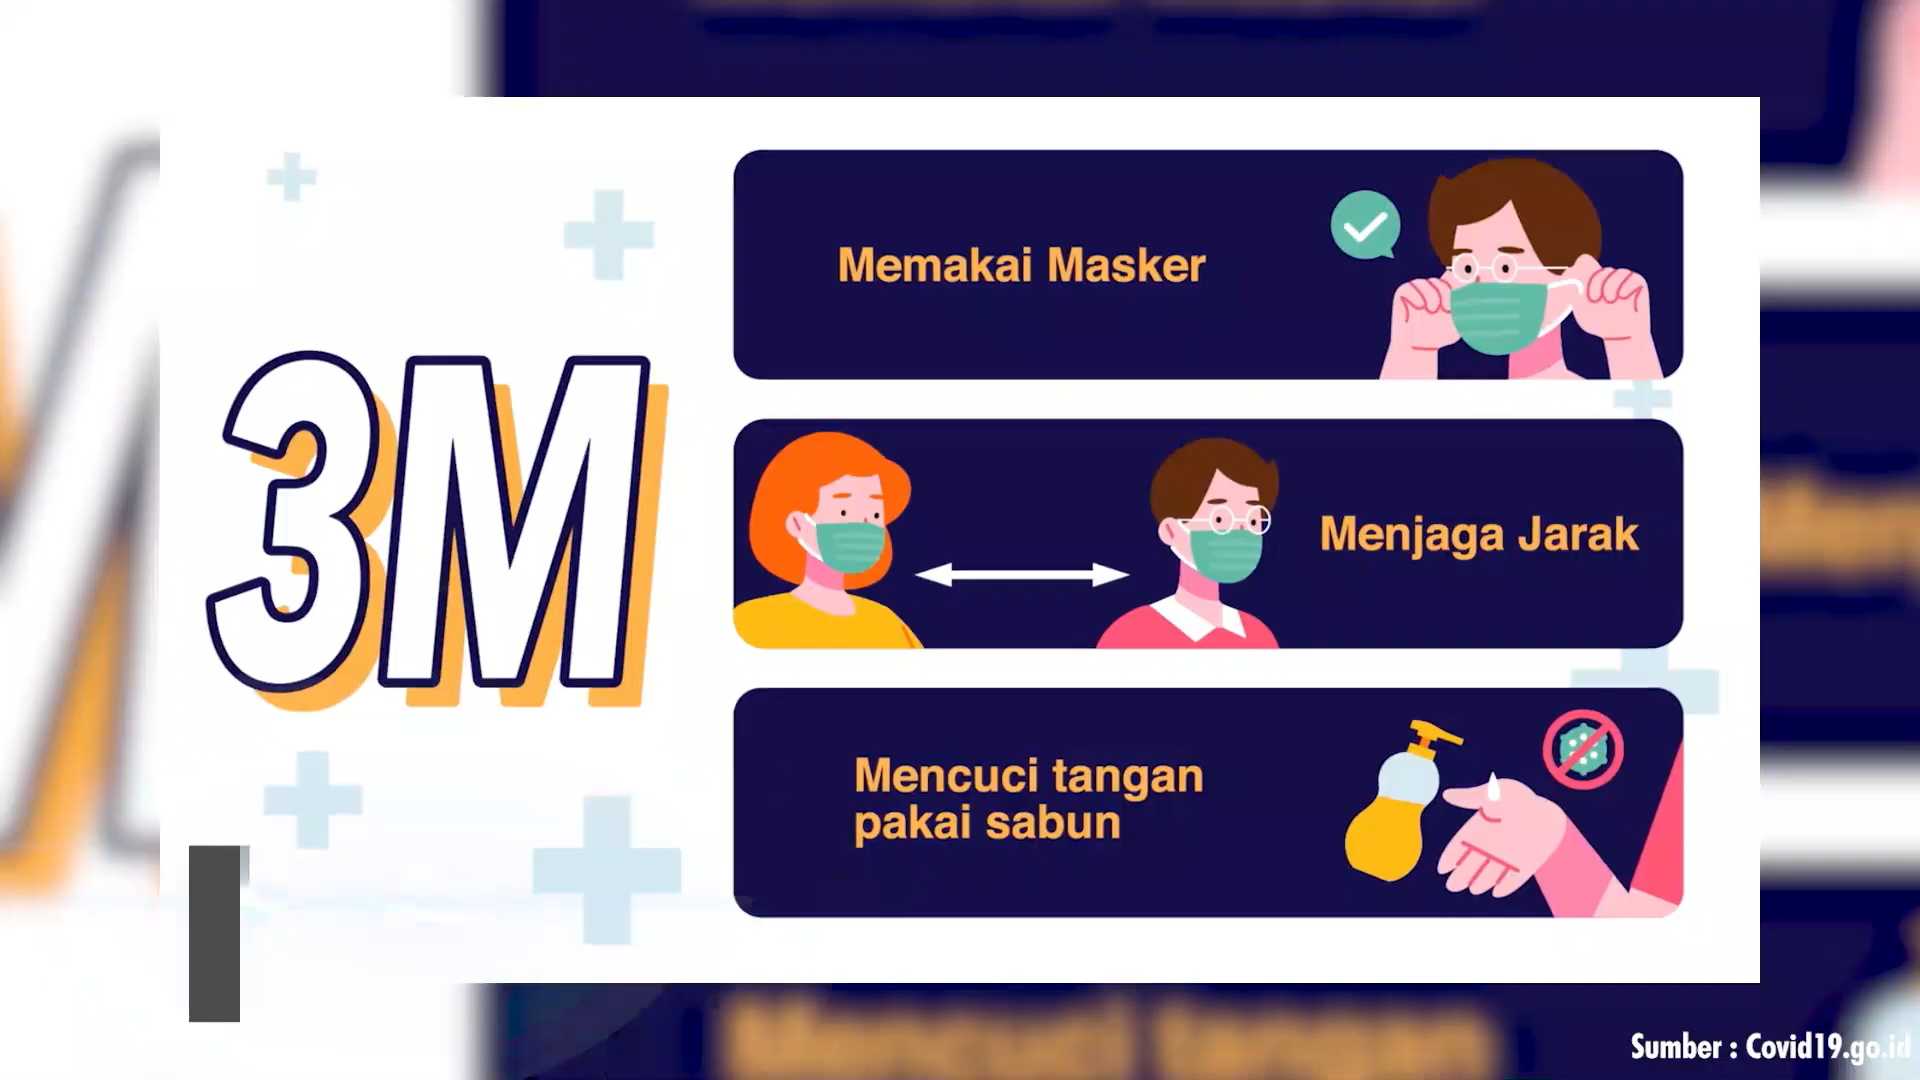 3M
Memakai Masker
Menjaga Jarak
Mencuci tangan
pakai sabun
Sumber : Covid19.go.id